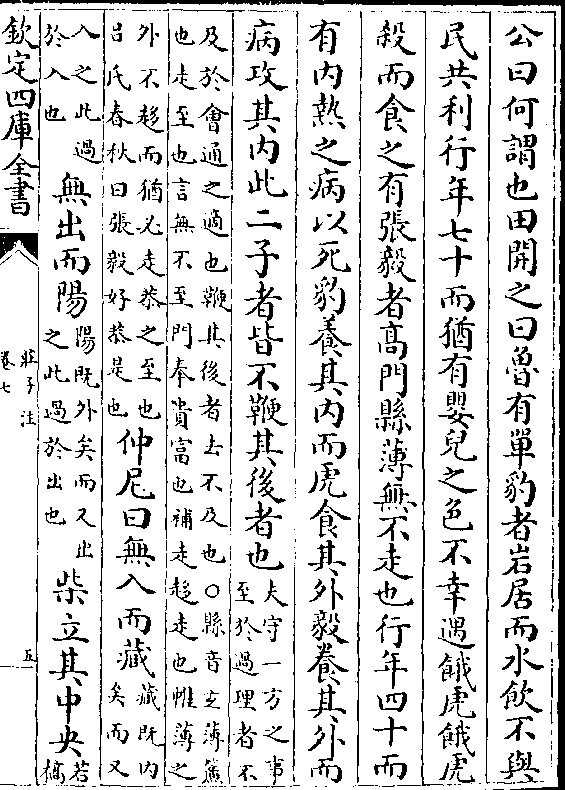 公曰何謂也田開之曰魯有單豹者岩居而水飲不與
民共利行年七十而猶有嬰兒之色不幸遇餓虎餓虎
殺而食之有張毅者高門縣薄無不走也行年四十而
有内熱之病以死豹養其内而虎食其外毅養其外而
病攻其内此二子者皆不鞭其後者也夫守一方之事至於過理者不
及於會通之適也鞭其後者去不及也○縣音玄薄簾
也走至也言無不至門奉貴富也補走趍走也帷薄之
外不趍而猶必走恭之至也吕氏春秋曰張毅好恭是也仲尼曰無入而藏藏既内矣而又
入之此過於入也無出而陽陽既外矣而又出之此過於出也柴立其中央若槁
欽定四庫全書
莊子注
卷七
五